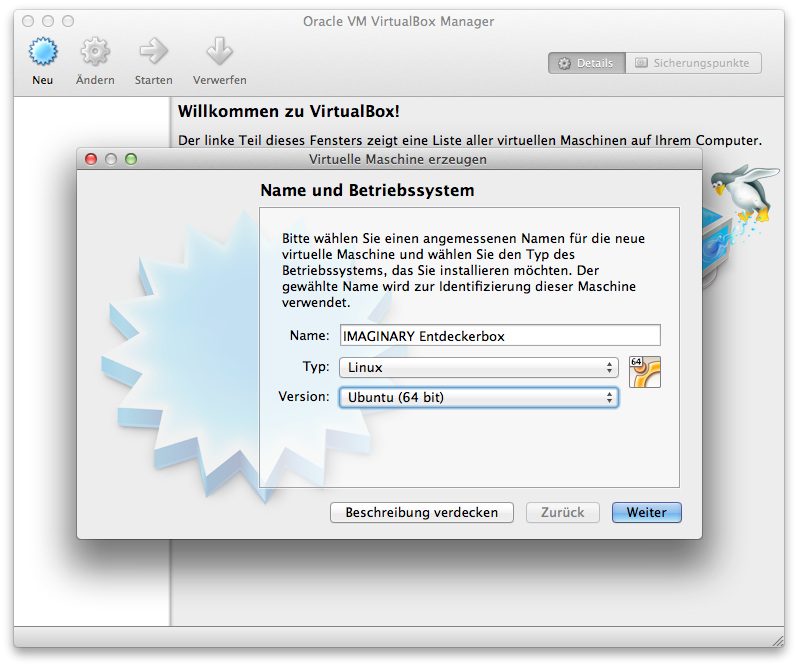 Oracle VM VirtualBox Manager
Neu
Ändern
Starten
Verwerfen
Details
Sicherungspunkte
Willkommen zu VirtualBox!
Der linke Teil dieses Fensters zeigt eine Liste aller virtuellen Maschinen auf Ihrem Computer.
Virtuelle Maschine erzeugen
Name und Betriebssystem
Bitte wählen Sie einen angemessenen Namen für die neue
virtuelle Maschine und wählen Sie den Typ des
Betriebssystems, das Sie installieren möchten. Der
gewählte Name wird zur Identifizierung dieser Maschine
verwendet.
Name: IMAGINARY Entdeckerbox
Typ: Linux
64
Version: Ubuntu (64 bit)
Beschreibung verdecken
Zurück
Weiter